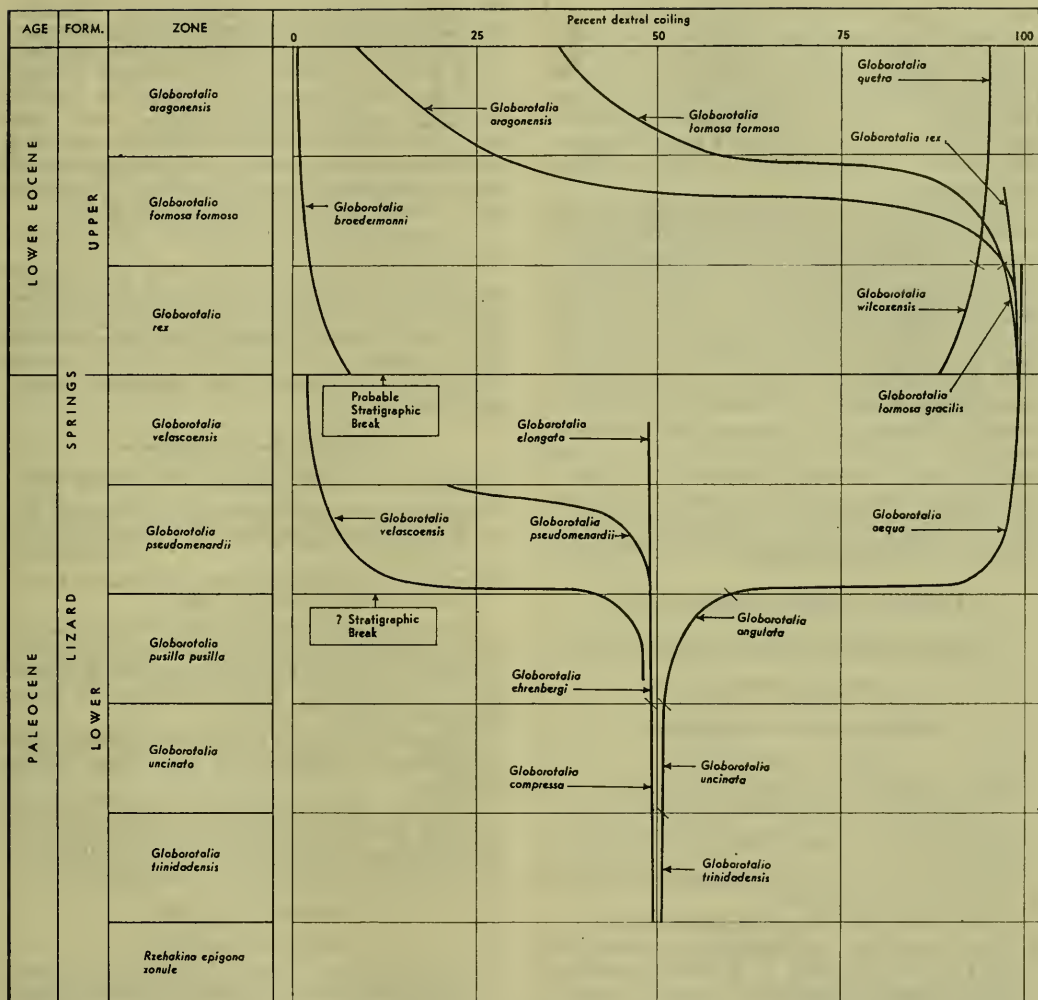 AGE FORM. ZONE Percent dextral coiling
0 25 50 75 100
LOWER EOCENE
PALEOCENE
UPPER
LIZARD SPRINGS
LOWER
Globorotalia
aragonensis
Globorotalia
formosa formosa
Globorotalia
rex
Globorotalia
velascoensis
Globorotalia
pseudomenardii
Globorotalia
pusilla pusilla
Globorotalia
uncinata
Globorotalia
trinidadensis
Rzehakina epigona
zonule
Globorotalia
quetra
Globorotalia
aragonensis
Globorotalia
formosa formosa
Globorotalia rex
Globorotalia
broedermanni
Globorotalia
wilcoxensis
Globorotalia
formosa gracilis
Probable
Stratigraphic
Break
Globorotalia
elongata
Globorotalia
velascoensis
Globorotalia
pseudomenardii
Globorotalia
aequa
? Stratigraphic
Break
Globorotalia
angulata
Globorotalia
ehrenbergi
Globorotalia
compressa
Globorotalia
uncinata
Globorotalia
trinidadensis